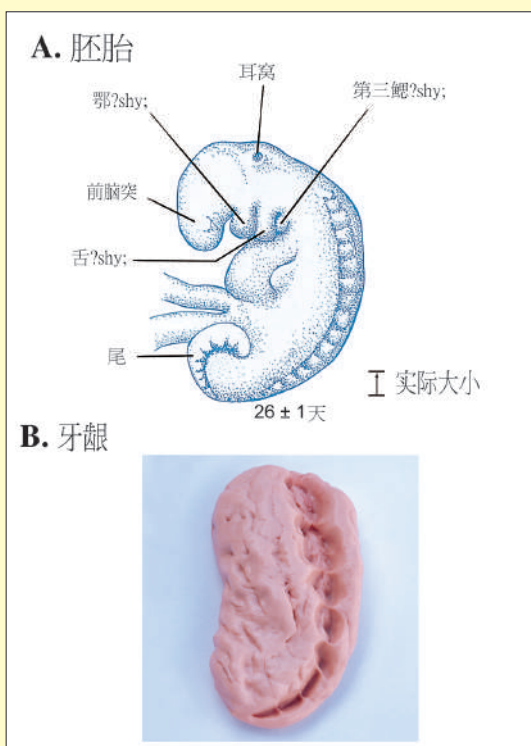 A. 胚胎
耳窝
鄂?shy;
第三鳃?shy;
前脑突
舌?shy;
尾
实际大小
26 ± 1天
B. 牙龈